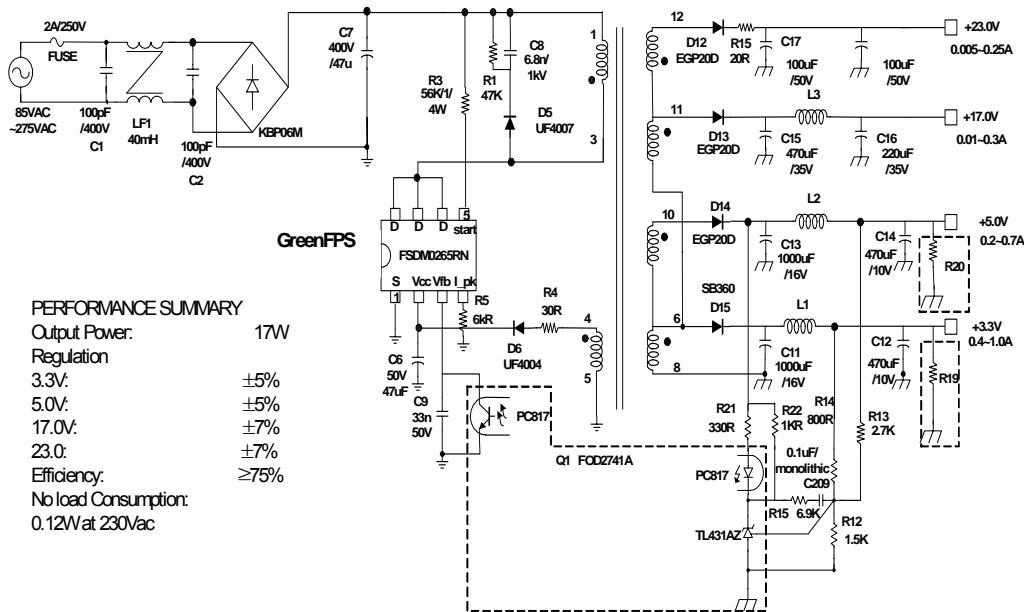 2A/250V
FUSE
85VAC
~275VAC
100pF
/400V
C1
LF1
40mH
100pF
/400V
C2
KBP06M
C7
400V
/47u
R3
56K/1/
4W
R1
47K
C8
6.8n/
1kV
D5
UF4007
1
3
12
D12
EGP20D
R15
20R
C17
100uF
/50V
100uF
/50V
+23.0V
0.005~0.25A
11
D13
EGP20D
L3
C15
470uF
/35V
C16
220uF
/35V
+17.0V
0.01~0.3A
10
D14
EGP20D
L2
C13
1000uF
/16V
C14
470uF
/10V
R20
+5.0V
0.2~0.7A
6
8
SB360
D15
L1
C11
1000uF
/16V
C12
470uF
/10V
R19
+3.3V
0.4~1.0A
GreenFPS
D D D 5
start
FSDM0265RN
S Vcc Vfb I_pk
1
R5
6kR
R4
30R
D6
UF4004
4
5
C6
50V
47uF
C9
33n
50V
PC817
Q1 FOD2741A
R21
330R
R22
1KR
R14
800R
R13
2.7K
PC817
0.1uF/
monolithic
C209
R15 6.9K
R12
1.5K
TL431AZ
PERFORMANCE SUMMARY
Output Power: 17W
Regulation
3.3V: ±5%
5.0V: ±5%
17.0V: ±7%
23.0: ±7%
Efficiency: ≥75%
No load Consumption:
0.12W at 230Vac